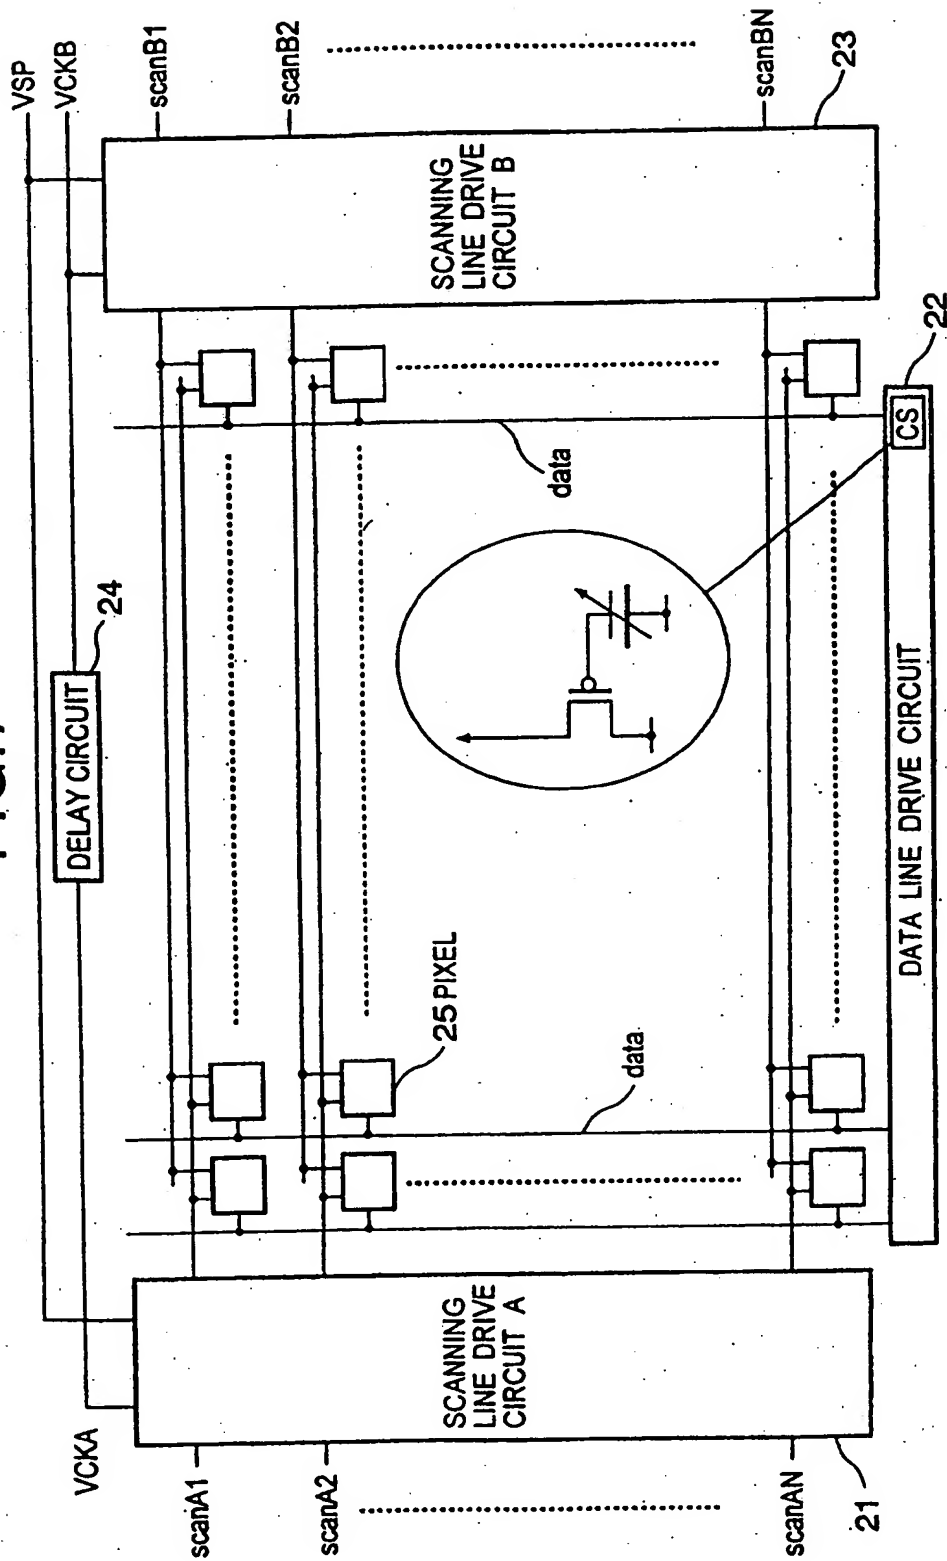 VSP
VCKB
VCKA
DELAY CIRCUIT
24
scanA1
scanB1
scanA2
scanB2
25 PIXEL
SCANNING
LINE DRIVE
CIRCUIT A
SCANNING
LINE DRIVE
CIRCUIT B
data
data
scanAN
scanBN
21
23
DATA LINE DRIVE CIRCUIT
CS
22